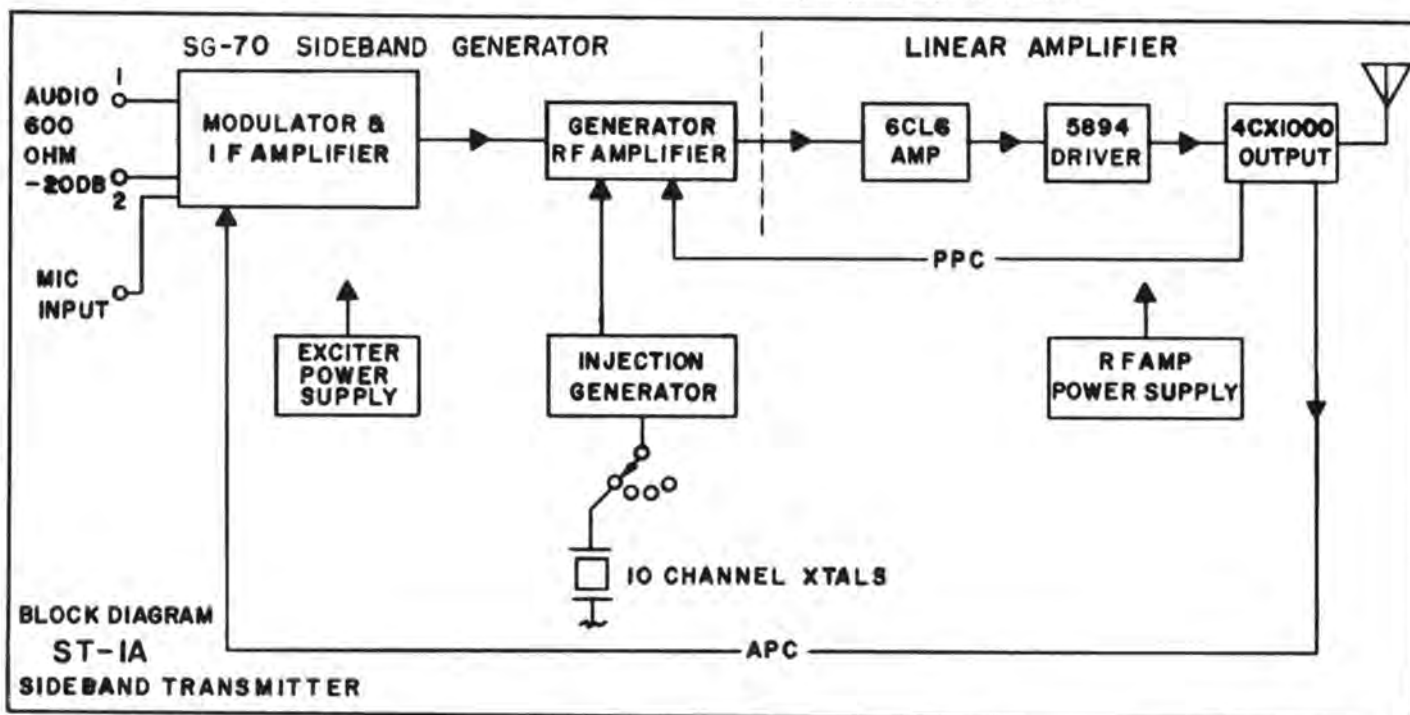 SG-70 SIDEBAND GENERATOR
LINEAR AMPLIFIER
AUDIO
600
OHM
-20DB
1
2
MIC
INPUT
MODULATOR &
IF AMPLIFIER
GENERATOR
RF AMPLIFIER
6CL6
AMP
5894
DRIVER
4CX1000
OUTPUT
PPC
EXCITER
POWER
SUPPLY
INJECTION
GENERATOR
RF AMP
POWER SUPPLY
10 CHANNEL XTALS
APC
BLOCK DIAGRAM
ST-1A
SIDEBAND TRANSMITTER